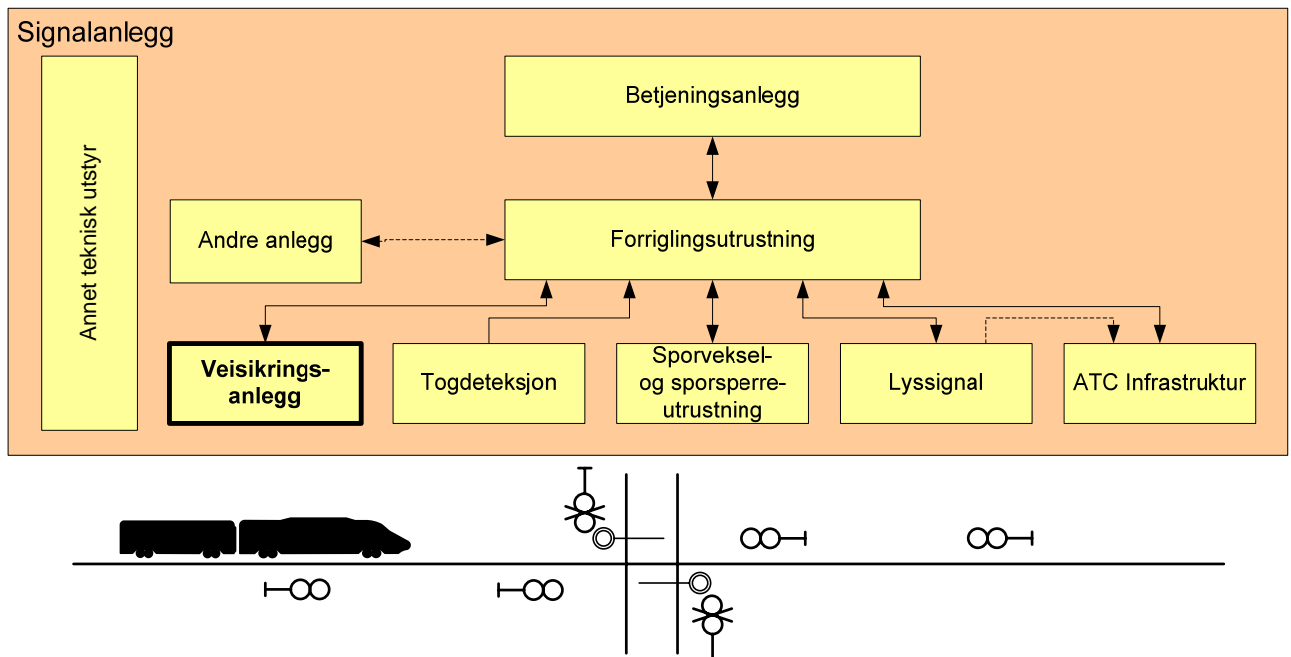 Signalanlegg
Annet teknisk utstyr
Betjeningsanlegg
Andre anlegg
Forriglingsutrustning
Veisikrings-
anlegg
Togdeteksjon
Sporveksel-
og sporsperre-
utrustning
Lyssignal
ATC Infrastruktur